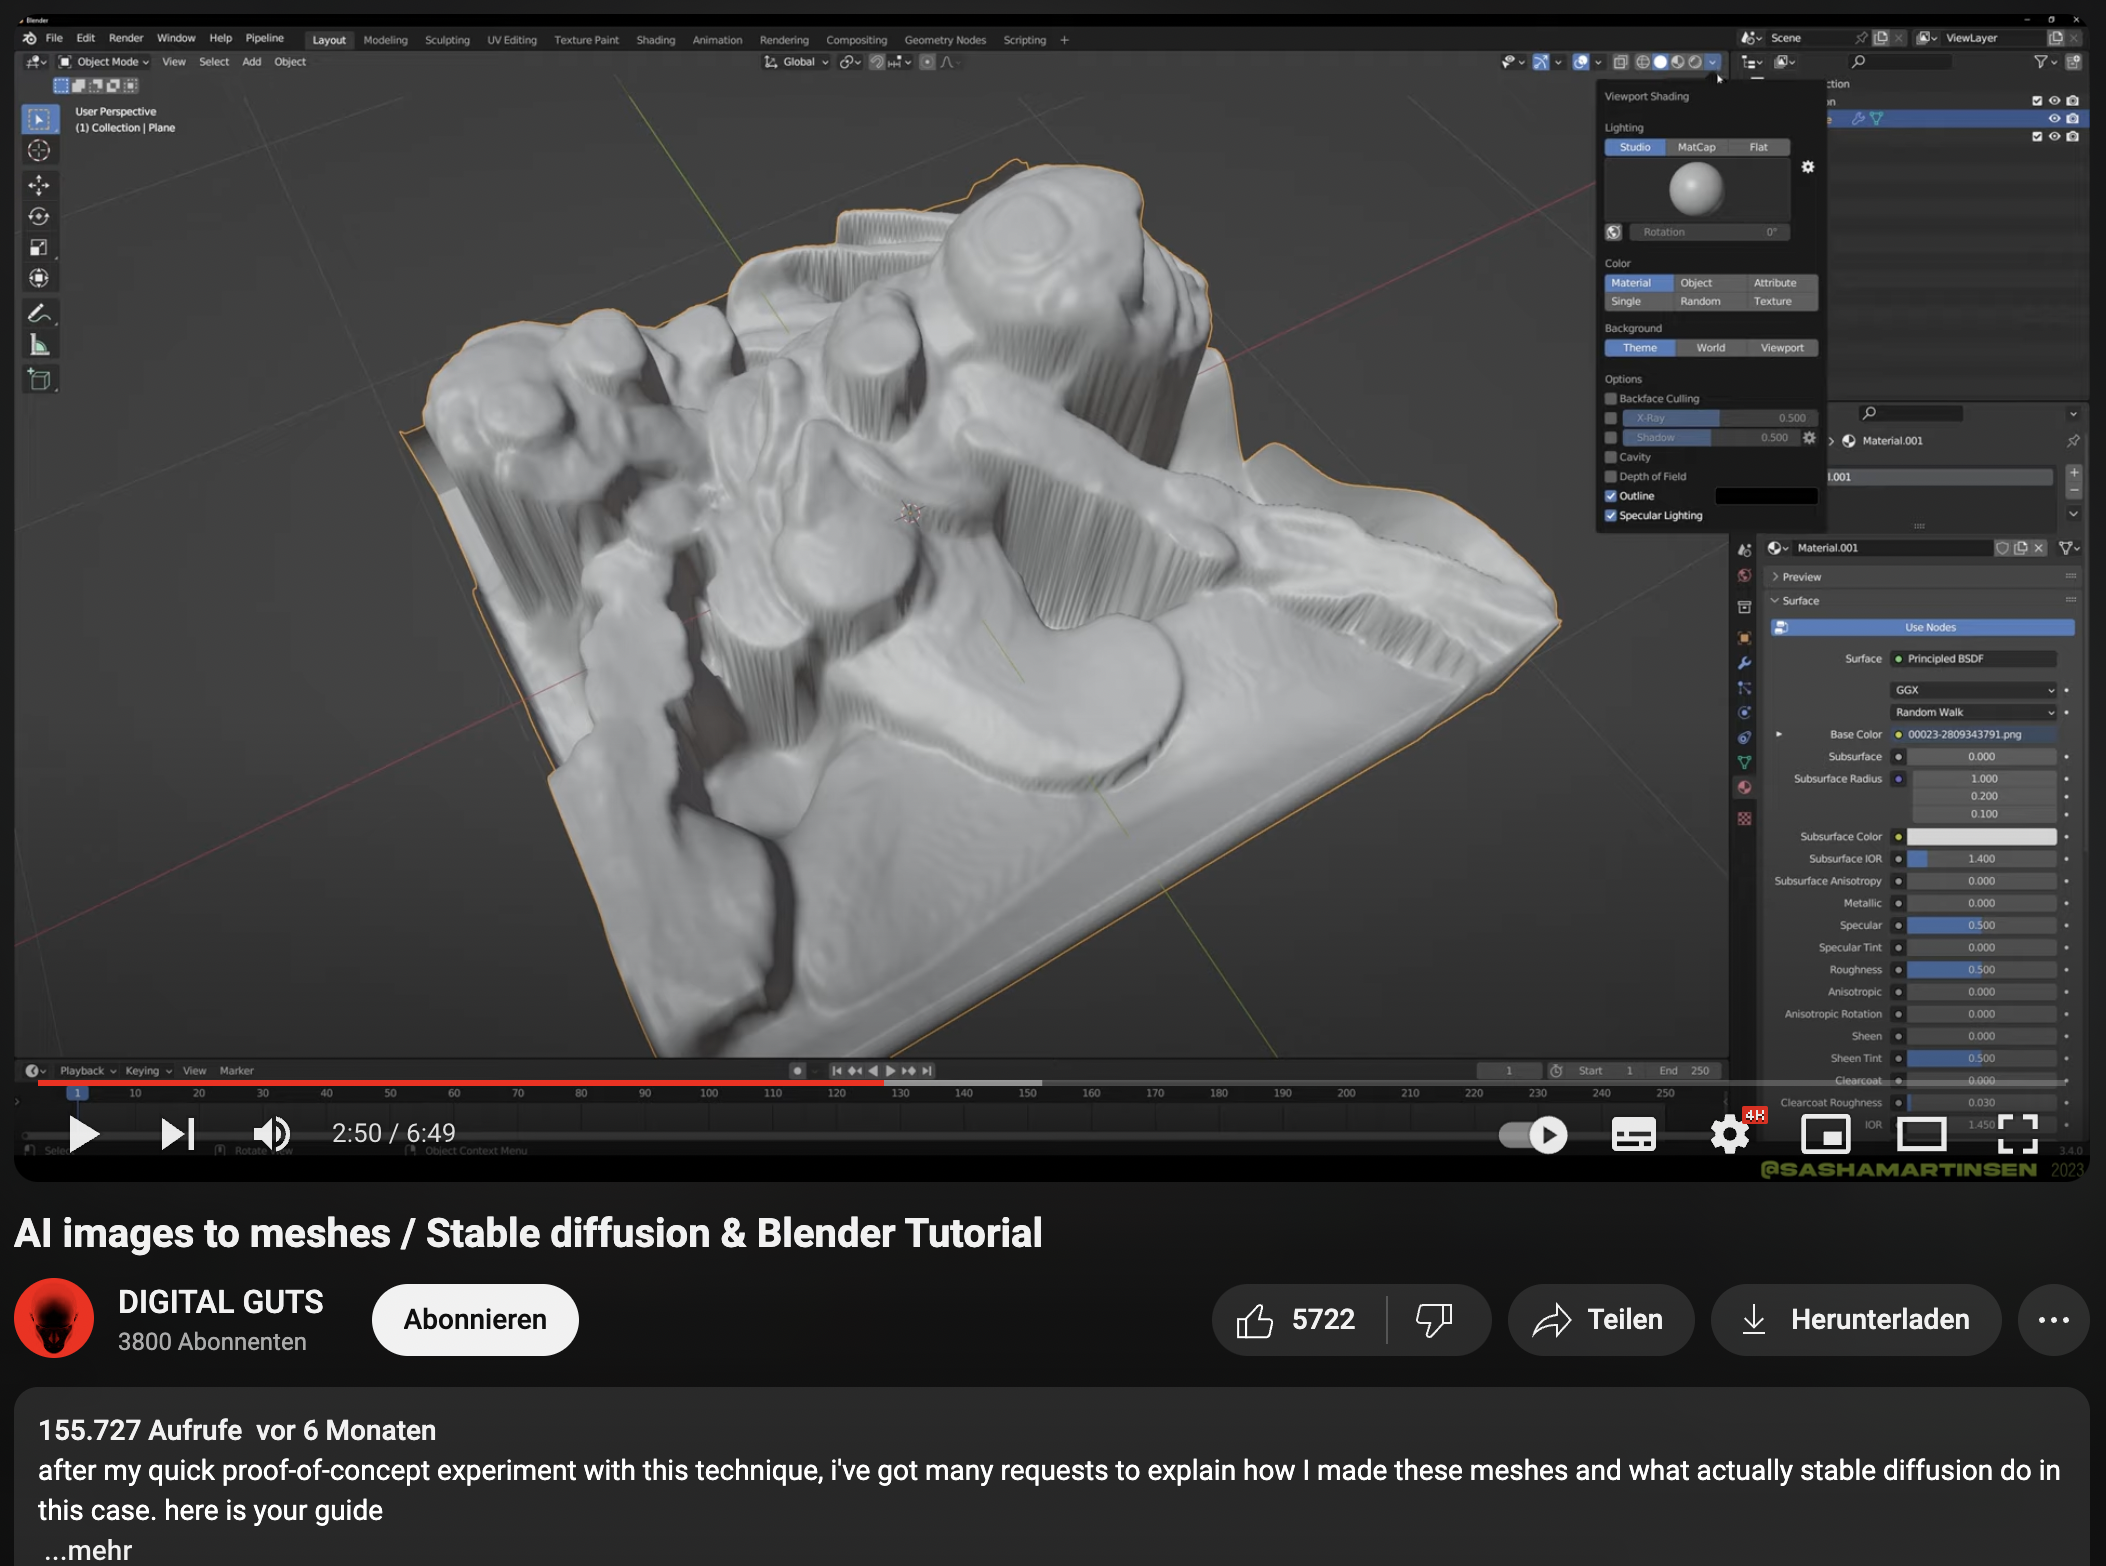 Blender
File Edit Render Window Help Pipeline Layout Modeling Sculpting UV Editing Texture Paint Shading Animation Rendering Compositing Geometry Nodes Scripting + Scene ViewLayer
Object Mode View Select Add Object Global
User Perspective
(1) Collection | Plane
Viewport Shading
Lighting
Studio MatCap Flat
Rotation 0°
Color
Material Object Attribute
Single Random Texture
Background
Theme World Viewport
Options
Backface Culling
X-Ray 0.500
Shadow 0.500
Cavity
Depth of Field
Outline
Specular Lighting
Material.001
Material.001
Preview
Surface
Use Nodes
Surface Principled BSDF
GGX
Random Walk
Base Color 00023-2809343791.png
Subsurface 0.000
Subsurface Radius 1.000
0.200
0.100
Subsurface Color
Subsurface IOR 1.400
Subsurface Anisotropy 0.000
Metallic 0.000
Specular 0.500
Specular Tint 0.000
Roughness 0.500
Anisotropic 0.000
Anisotropic Rotation 0.000
Sheen 0.000
Sheen Tint 0.500
Clearcoat 0.000
Clearcoat Roughness 0.030
IOR 1.450
Playback Keying View Marker 1 Start 1 End 250
1 10 20 30 40 50 60 70 80 90 100 110 120 130 140 150 160 170 180 190 200 210 220 230 240 250
2:50 / 6:49 4K
Object Context Menu 3.4.0
@SASHAMARTINSEN 2023
AI images to meshes / Stable diffusion & Blender Tutorial
DIGITAL GUTS
3800 Abonnenten
Abonnieren
5722
Teilen
Herunterladen
155.727 Aufrufe vor 6 Monaten
after my quick proof-of-concept experiment with this technique, i've got many requests to explain how I made these meshes and what actually stable diffusion do in
this case. here is your guide
...mehr